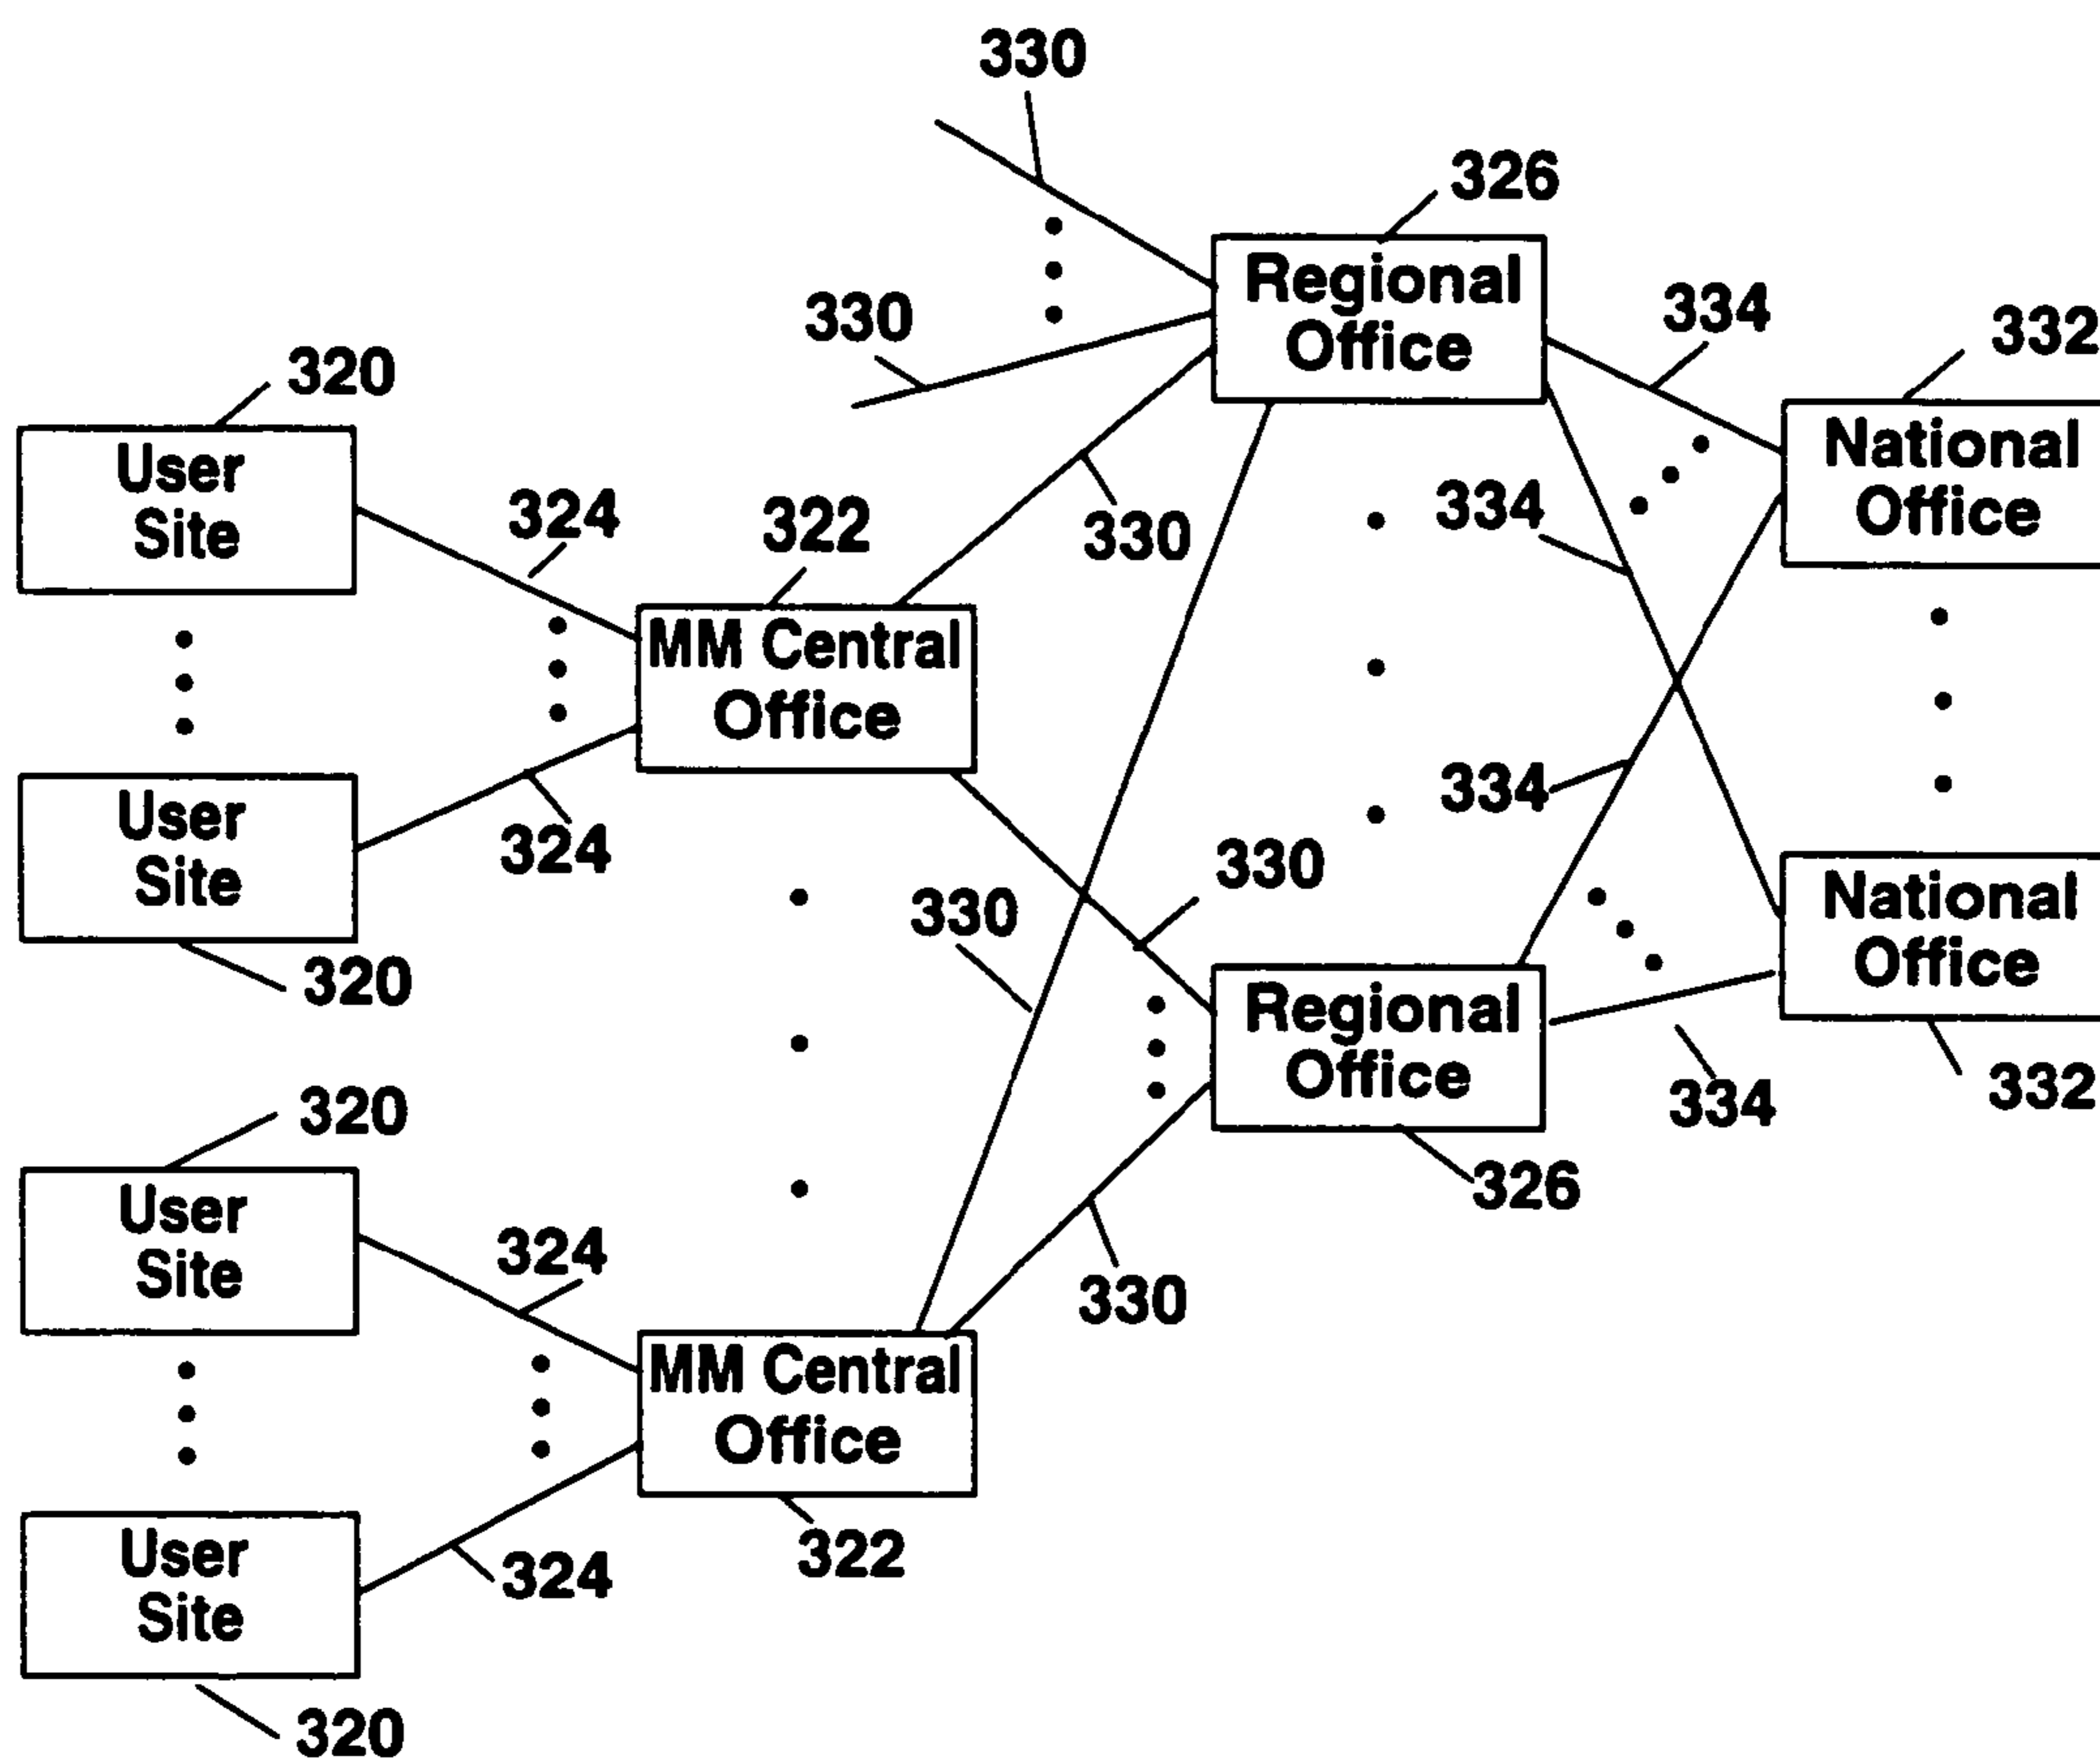 330
326
Regional
Office
334
332
330
320
User
Site
National
Office
324
322
334
330
MM Central
Office
User
Site
324
334
330
330
320
National
Office
Regional
Office
334
332
320
326
User
Site
324
330
MM Central
Office
User
Site
324
322
320